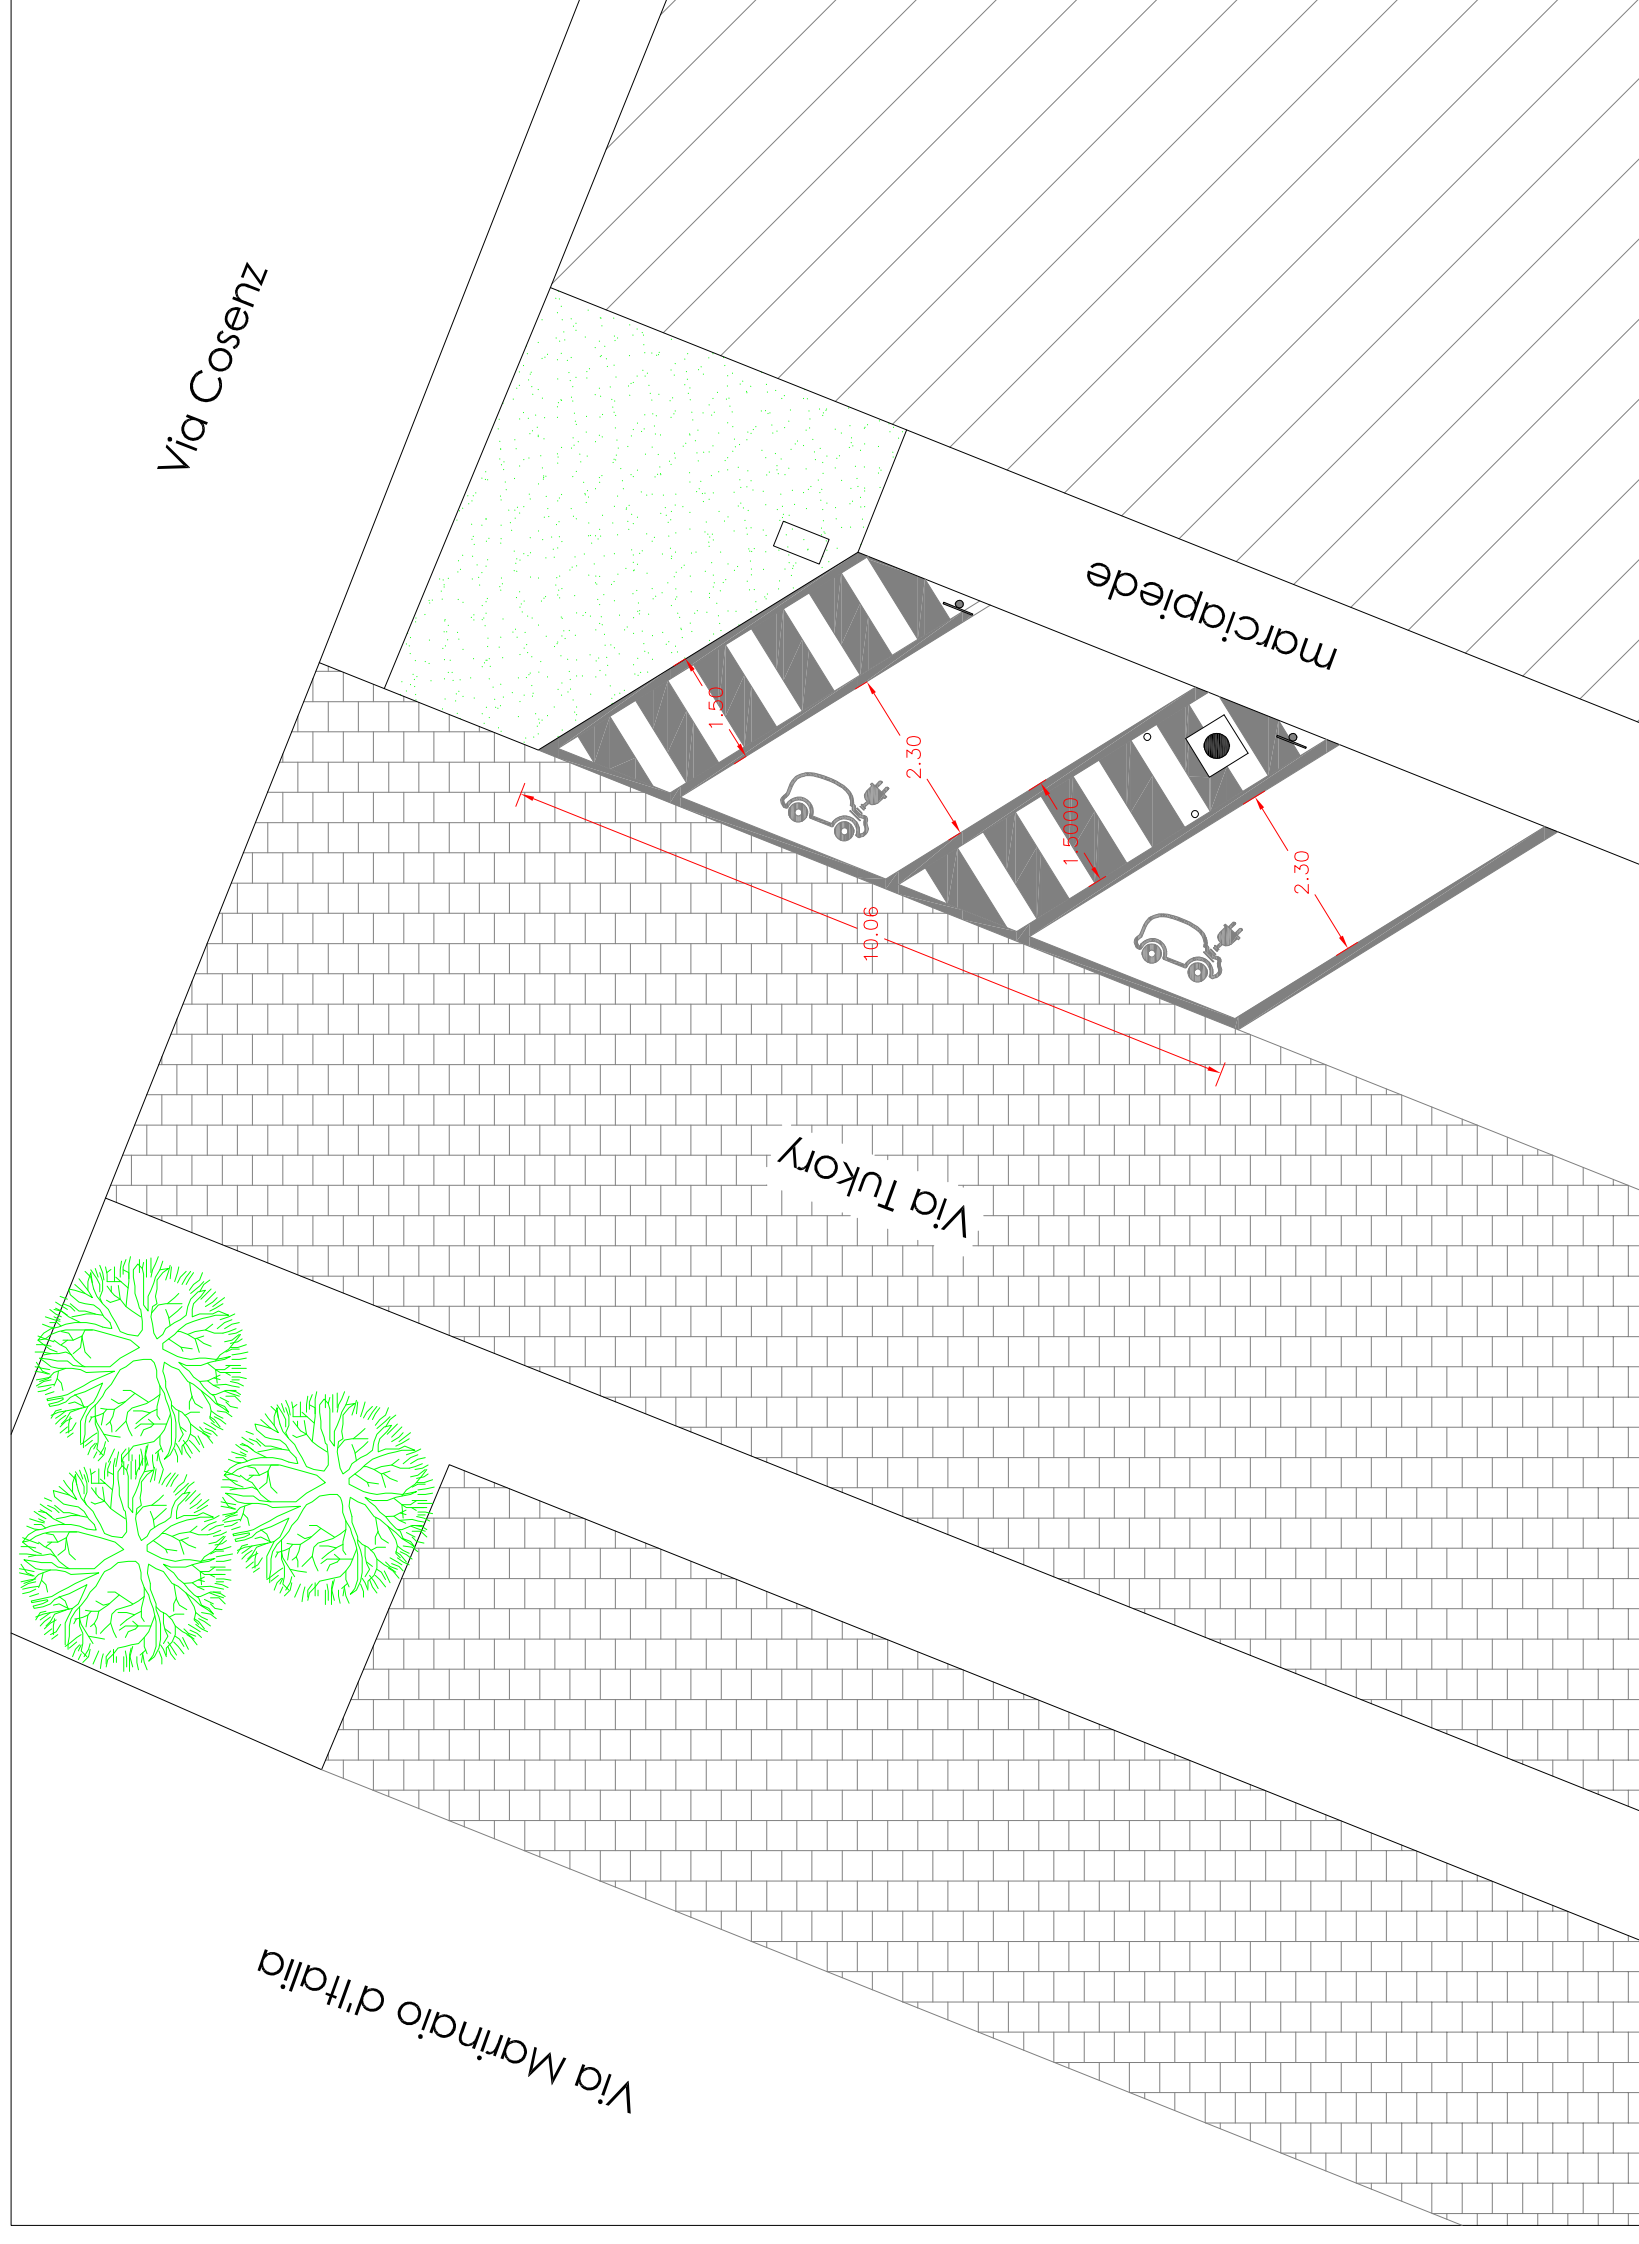 Via Cosenz
marciapiede
1.50
2.30
1.5000
2.30
10.06
Via Tukory
Via Marinaio d'Italia